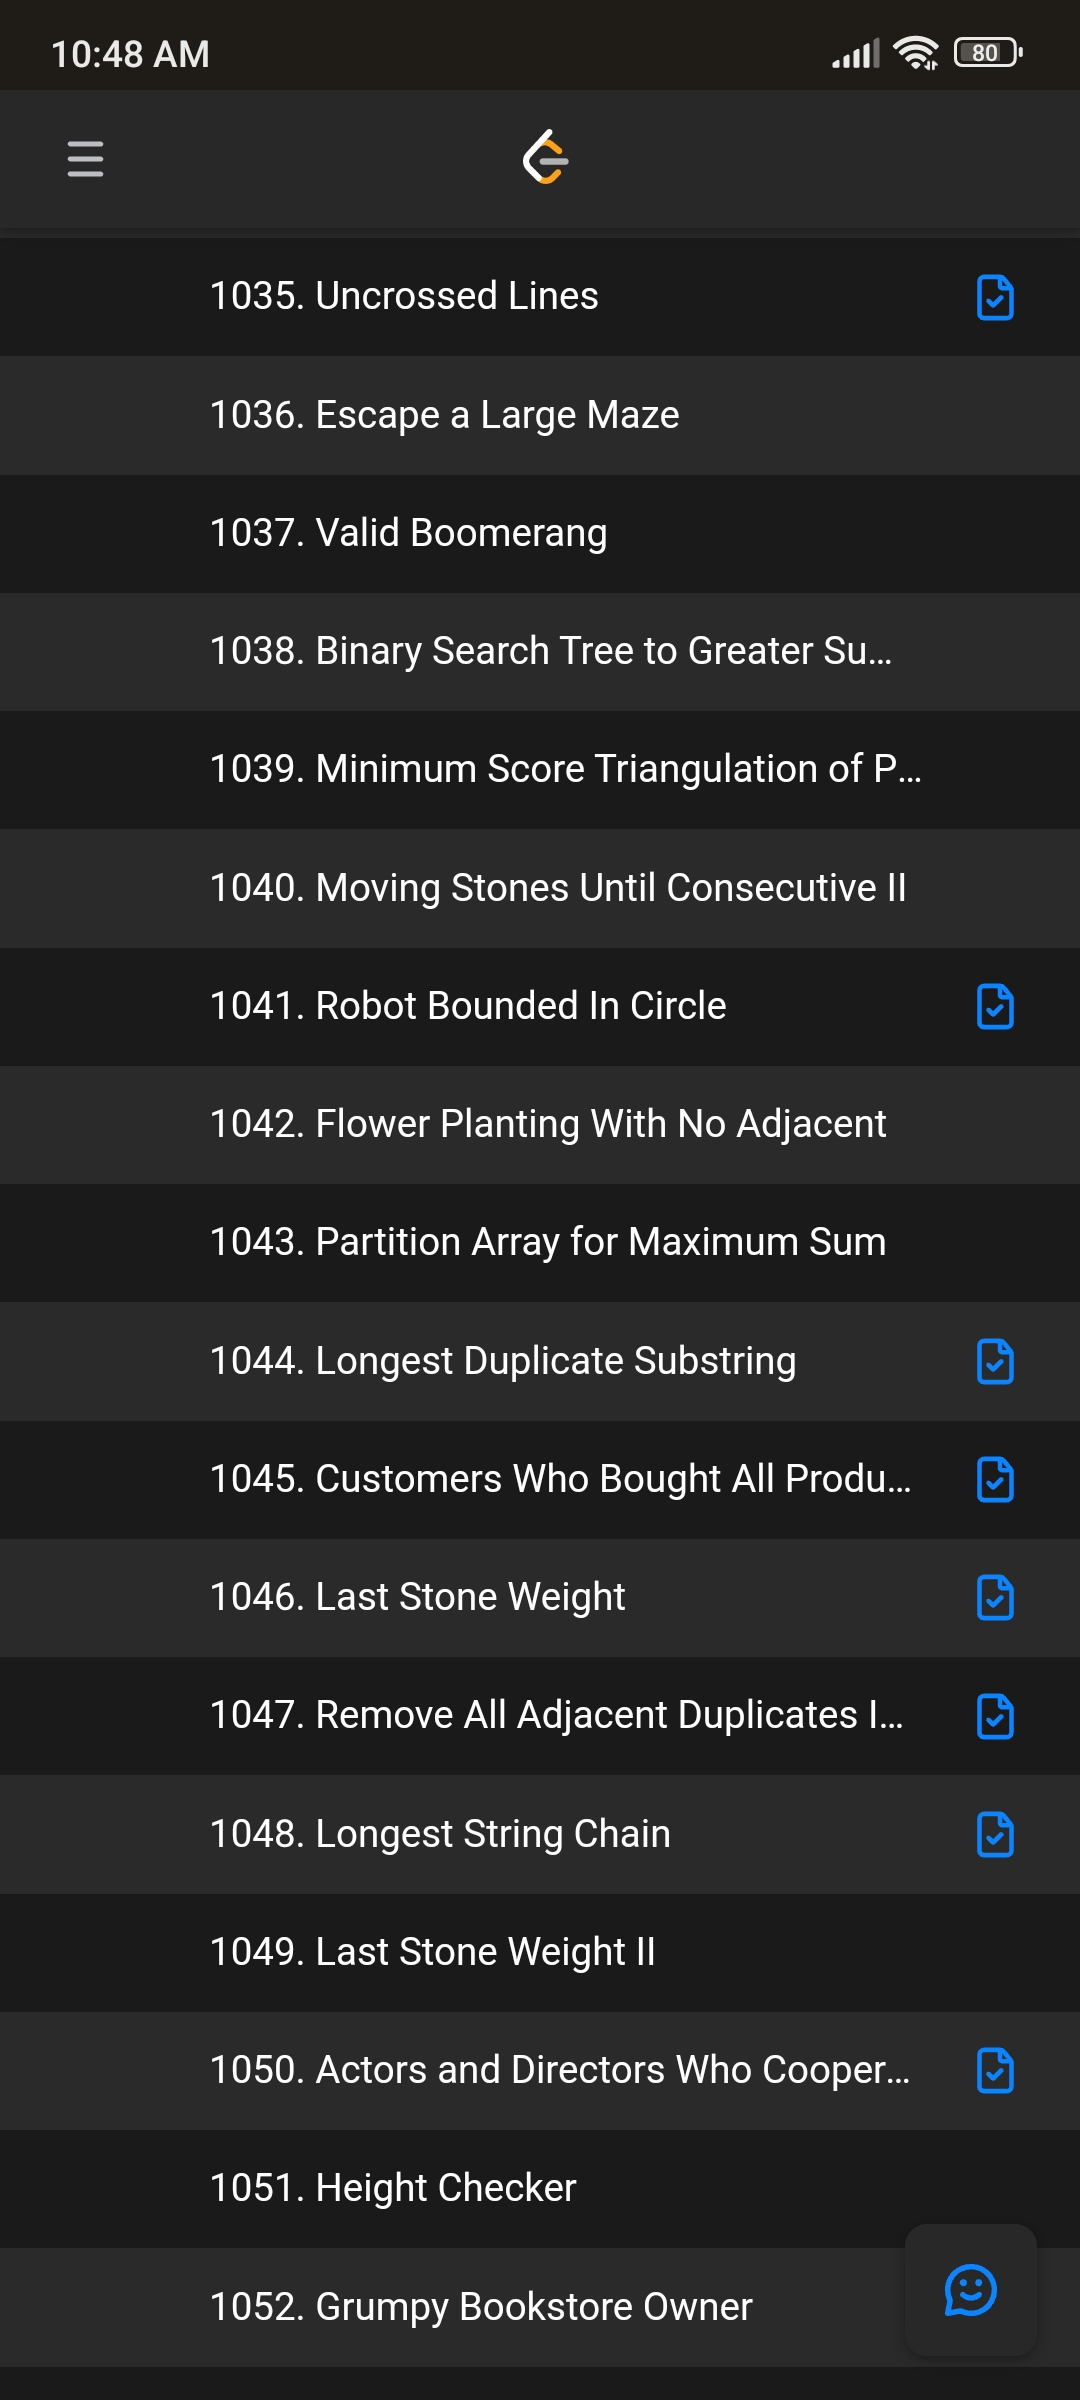 10:48 AM
80
1035. Uncrossed Lines
1036. Escape a Large Maze
1037. Valid Boomerang
1038. Binary Search Tree to Greater Su...
1039. Minimum Score Triangulation of P...
1040. Moving Stones Until Consecutive II
1041. Robot Bounded In Circle
1042. Flower Planting With No Adjacent
1043. Partition Array for Maximum Sum
1044. Longest Duplicate Substring
1045. Customers Who Bought All Produ...
1046. Last Stone Weight
1047. Remove All Adjacent Duplicates I...
1048. Longest String Chain
1049. Last Stone Weight II
1050. Actors and Directors Who Cooper...
1051. Height Checker
1052. Grumpy Bookstore Owner